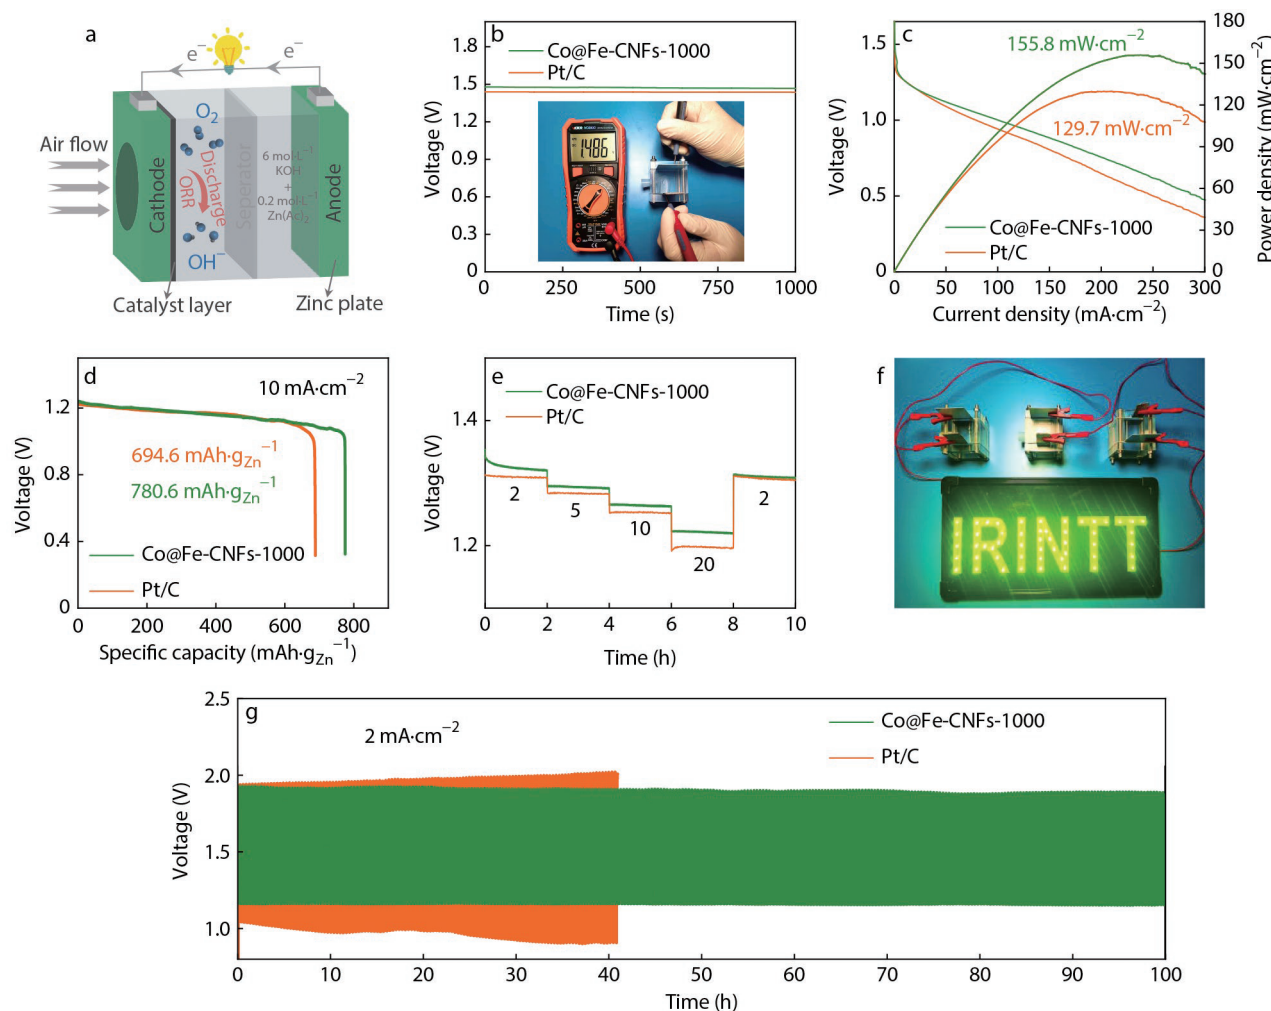 a
e⁻
e⁻
Air flow
Cathode
O₂
Discharge
ORR
OH⁻
Seperator
6 mol·L⁻¹
KOH
+
0.2 mol·L⁻¹
Zn(Ac)₂
Anode
Catalyst layer
Zinc plate
b
Co@Fe-CNFs-1000
Pt/C
1.486
Voltage (V)
1.8
1.5
1.2
0.9
0.6
0.3
0
0 250 500 750 1000
Time (s)
c
155.8 mW·cm⁻²
129.7 mW·cm⁻²
Co@Fe-CNFs-1000
Pt/C
Voltage (V)
1.5
1.0
0.5
0
Power density (mW·cm⁻²)
180
150
120
90
60
30
0
0 50 100 150 200 250 300
Current density (mA·cm⁻²)
d
10 mA·cm⁻²
694.6 mAh·g_Zn⁻¹
780.6 mAh·g_Zn⁻¹
Co@Fe-CNFs-1000
Pt/C
Voltage (V)
1.2
0.8
0.4
0
0 200 400 600 800
Specific capacity (mAh·g_Zn⁻¹)
e
Co@Fe-CNFs-1000
Pt/C
2
5
10
20
2
Voltage (V)
1.4
1.3
1.2
0 2 4 6 8 10
Time (h)
f
IRINTT
g
2 mA·cm⁻²
Co@Fe-CNFs-1000
Pt/C
Voltage (V)
2.5
2.0
1.5
1.0
0 10 20 30 40 50 60 70 80 90 100
Time (h)